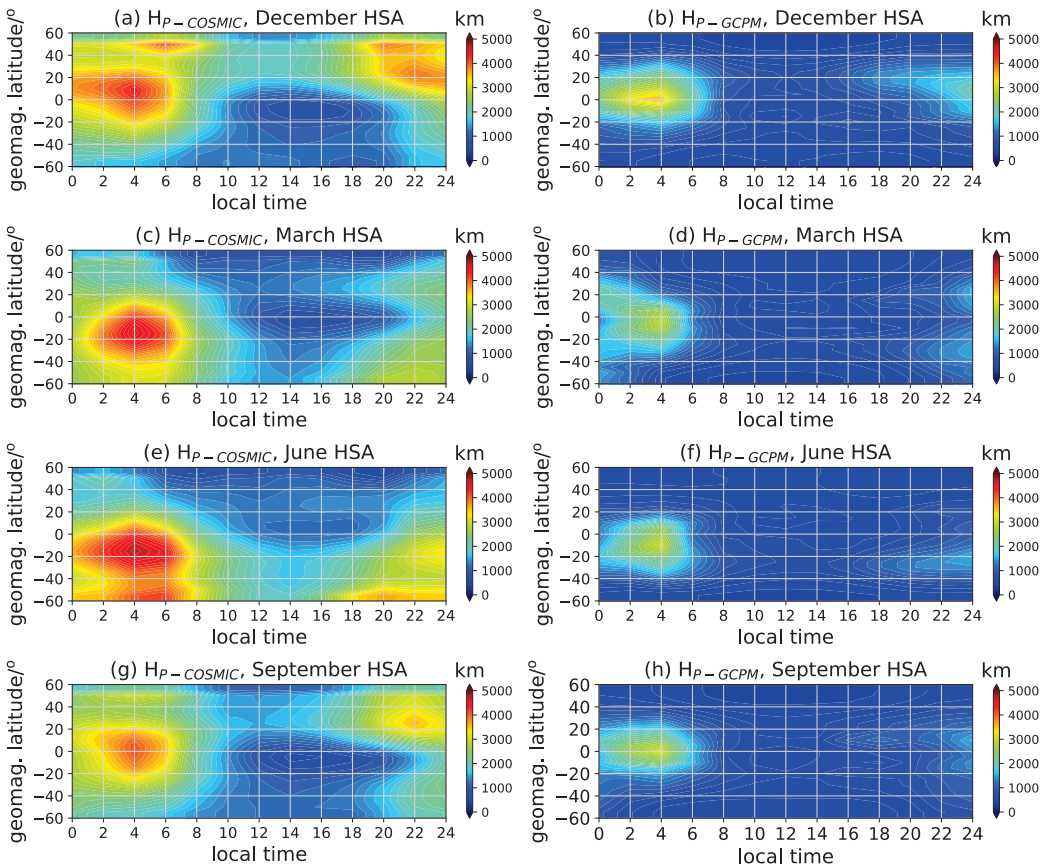 (a) H_P−COSMIC, December HSA
km
geomag. latitude/°
60
40
20
0
−20
−40
−60
0 2 4 6 8 10 12 14 16 18 20 22 24
local time
5000
4000
3000
2000
1000
0
(b) H_P−GCPM, December HSA
km
geomag. latitude/°
60
40
20
0
−20
−40
−60
0 2 4 6 8 10 12 14 16 18 20 22 24
local time
5000
4000
3000
2000
1000
0
(c) H_P−COSMIC, March HSA
km
geomag. latitude/°
60
40
20
0
−20
−40
−60
0 2 4 6 8 10 12 14 16 18 20 22 24
local time
5000
4000
3000
2000
1000
0
(d) H_P−GCPM, March HSA
km
geomag. latitude/°
60
40
20
0
−20
−40
−60
0 2 4 6 8 10 12 14 16 18 20 22 24
local time
5000
4000
3000
2000
1000
0
(e) H_P−COSMIC, June HSA
km
geomag. latitude/°
60
40
20
0
−20
−40
−60
0 2 4 6 8 10 12 14 16 18 20 22 24
local time
5000
4000
3000
2000
1000
0
(f) H_P−GCPM, June HSA
km
geomag. latitude/°
60
40
20
0
−20
−40
−60
0 2 4 6 8 10 12 14 16 18 20 22 24
local time
5000
4000
3000
2000
1000
0
(g) H_P−COSMIC, September HSA
km
geomag. latitude/°
60
40
20
0
−20
−40
−60
0 2 4 6 8 10 12 14 16 18 20 22 24
local time
5000
4000
3000
2000
1000
0
(h) H_P−GCPM, September HSA
km
geomag. latitude/°
60
40
20
0
−20
−40
−60
0 2 4 6 8 10 12 14 16 18 20 22 24
local time
5000
4000
3000
2000
1000
0